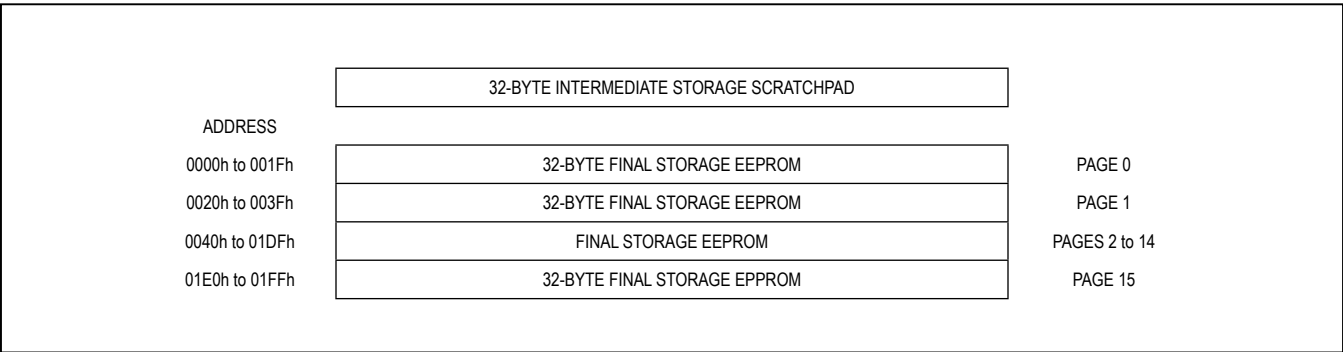 32-BYTE INTERMEDIATE STORAGE SCRATCHPAD
ADDRESS
0000h to 001Fh 32-BYTE FINAL STORAGE EEPROM PAGE 0
0020h to 003Fh 32-BYTE FINAL STORAGE EEPROM PAGE 1
0040h to 01DFh FINAL STORAGE EEPROM PAGES 2 to 14
01E0h to 01FFh 32-BYTE FINAL STORAGE EPPROM PAGE 15